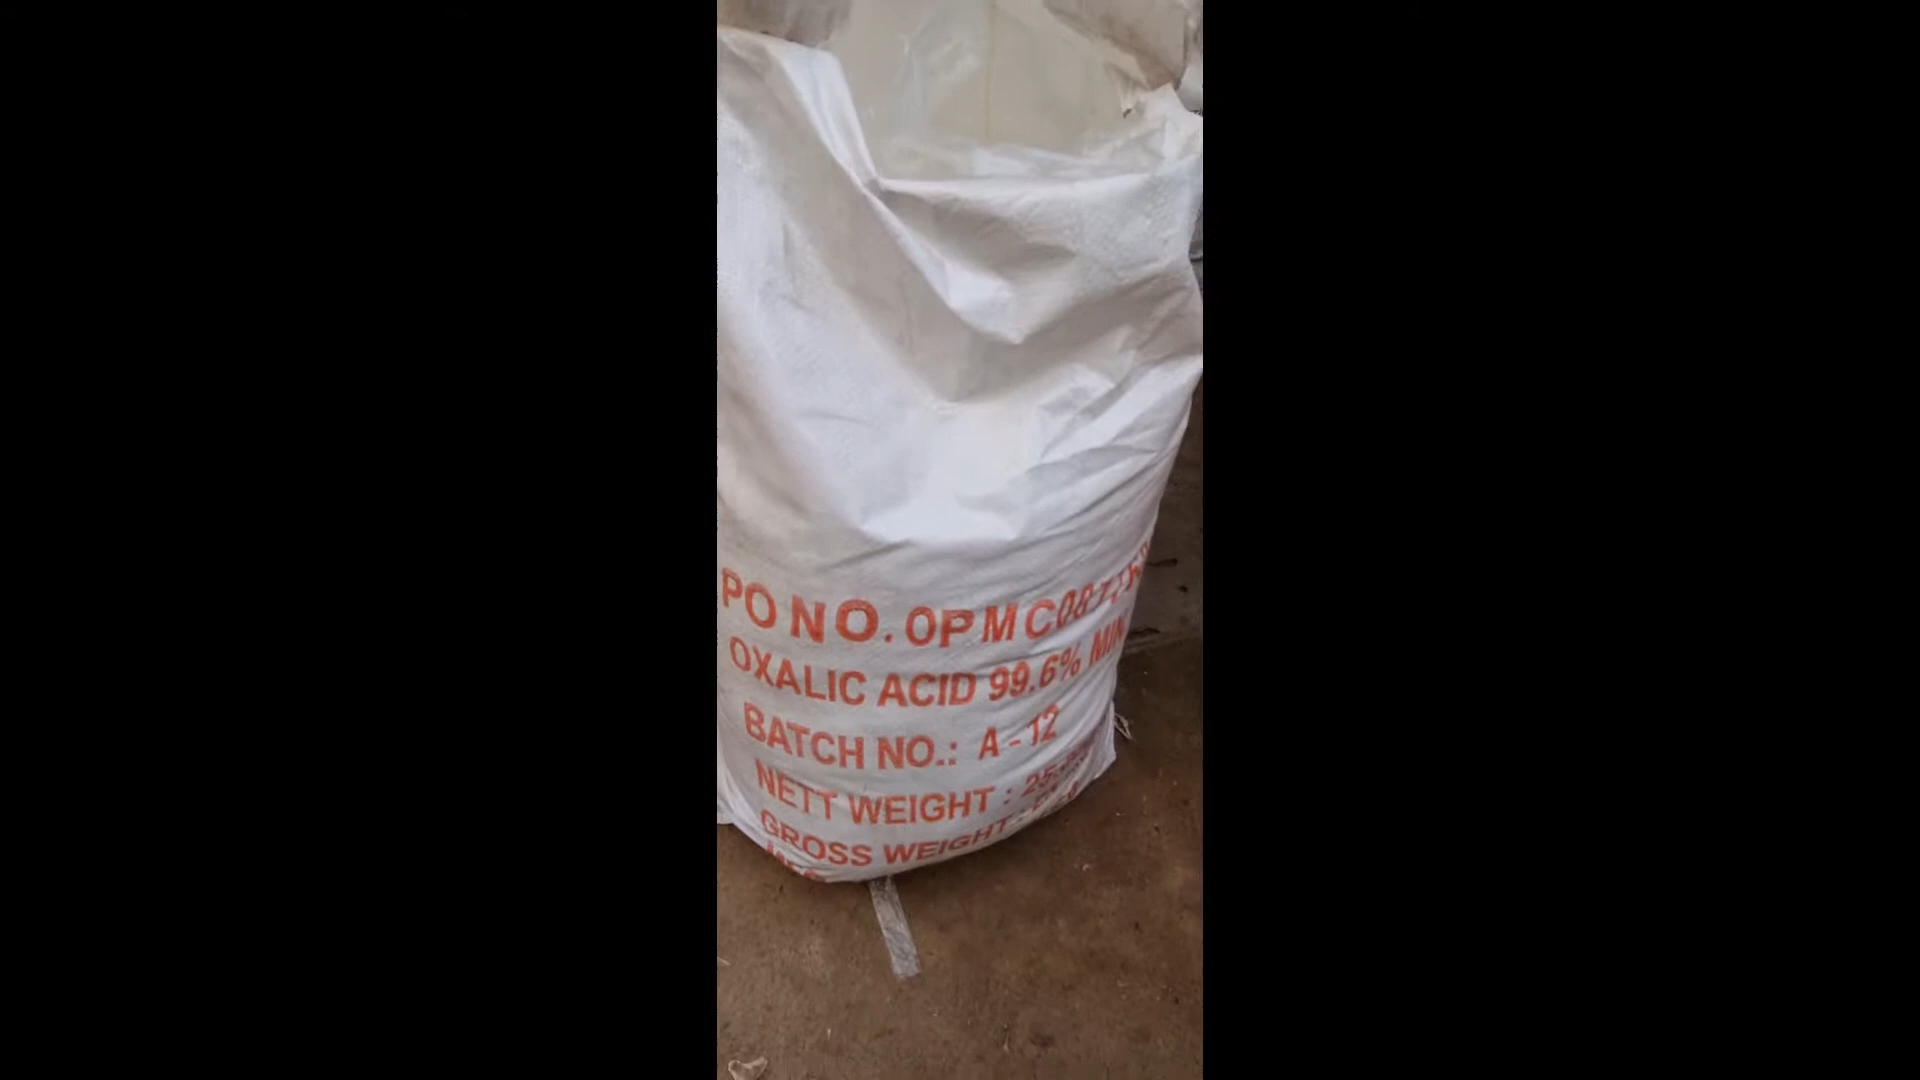 PO NO. OPMC
OXALIC ACID 99.6% MIN
BATCH NO.: A - 12
NETT WEIGHT :
GROSS WEIGHT :